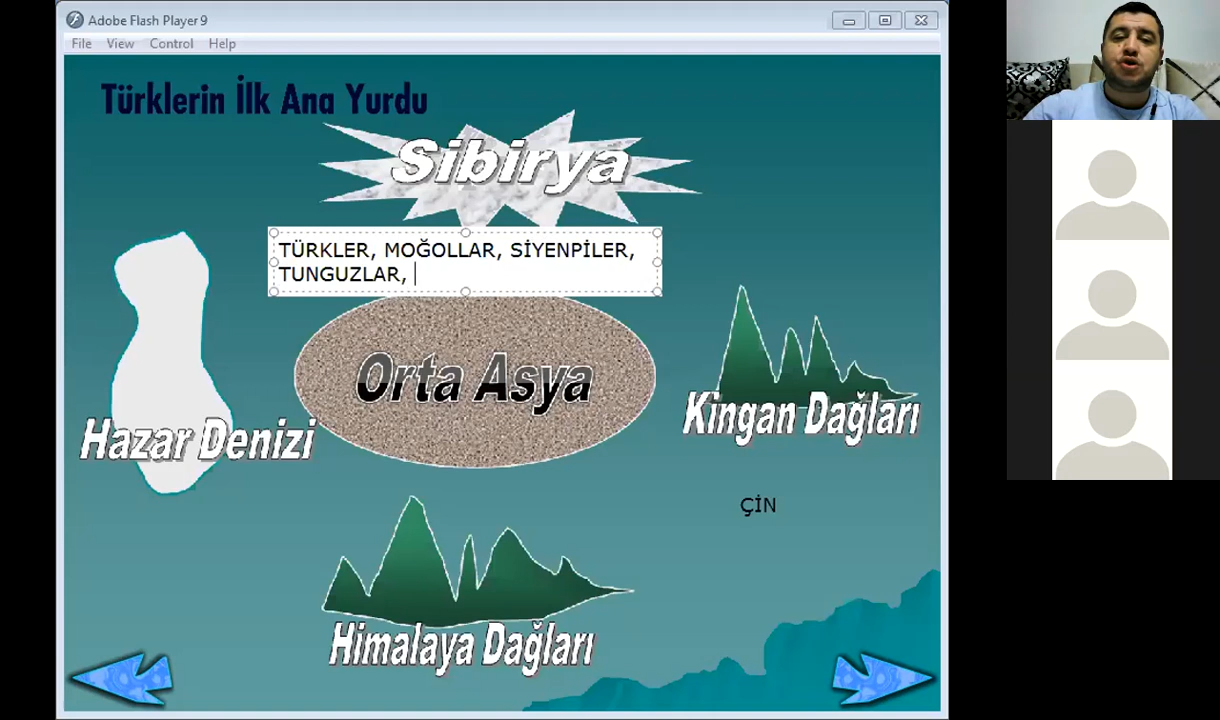 Adobe Flash Player 9
File View Control Help
Türklerin İlk Ana Yurdu
Sibirya
TÜRKLER, MOĞOLLAR, SİYENPİLER,
TUNGUZLAR,
Orta Asya
Kingan Dağları
Hazar Denizi
ÇİN
Himalaya Dağları